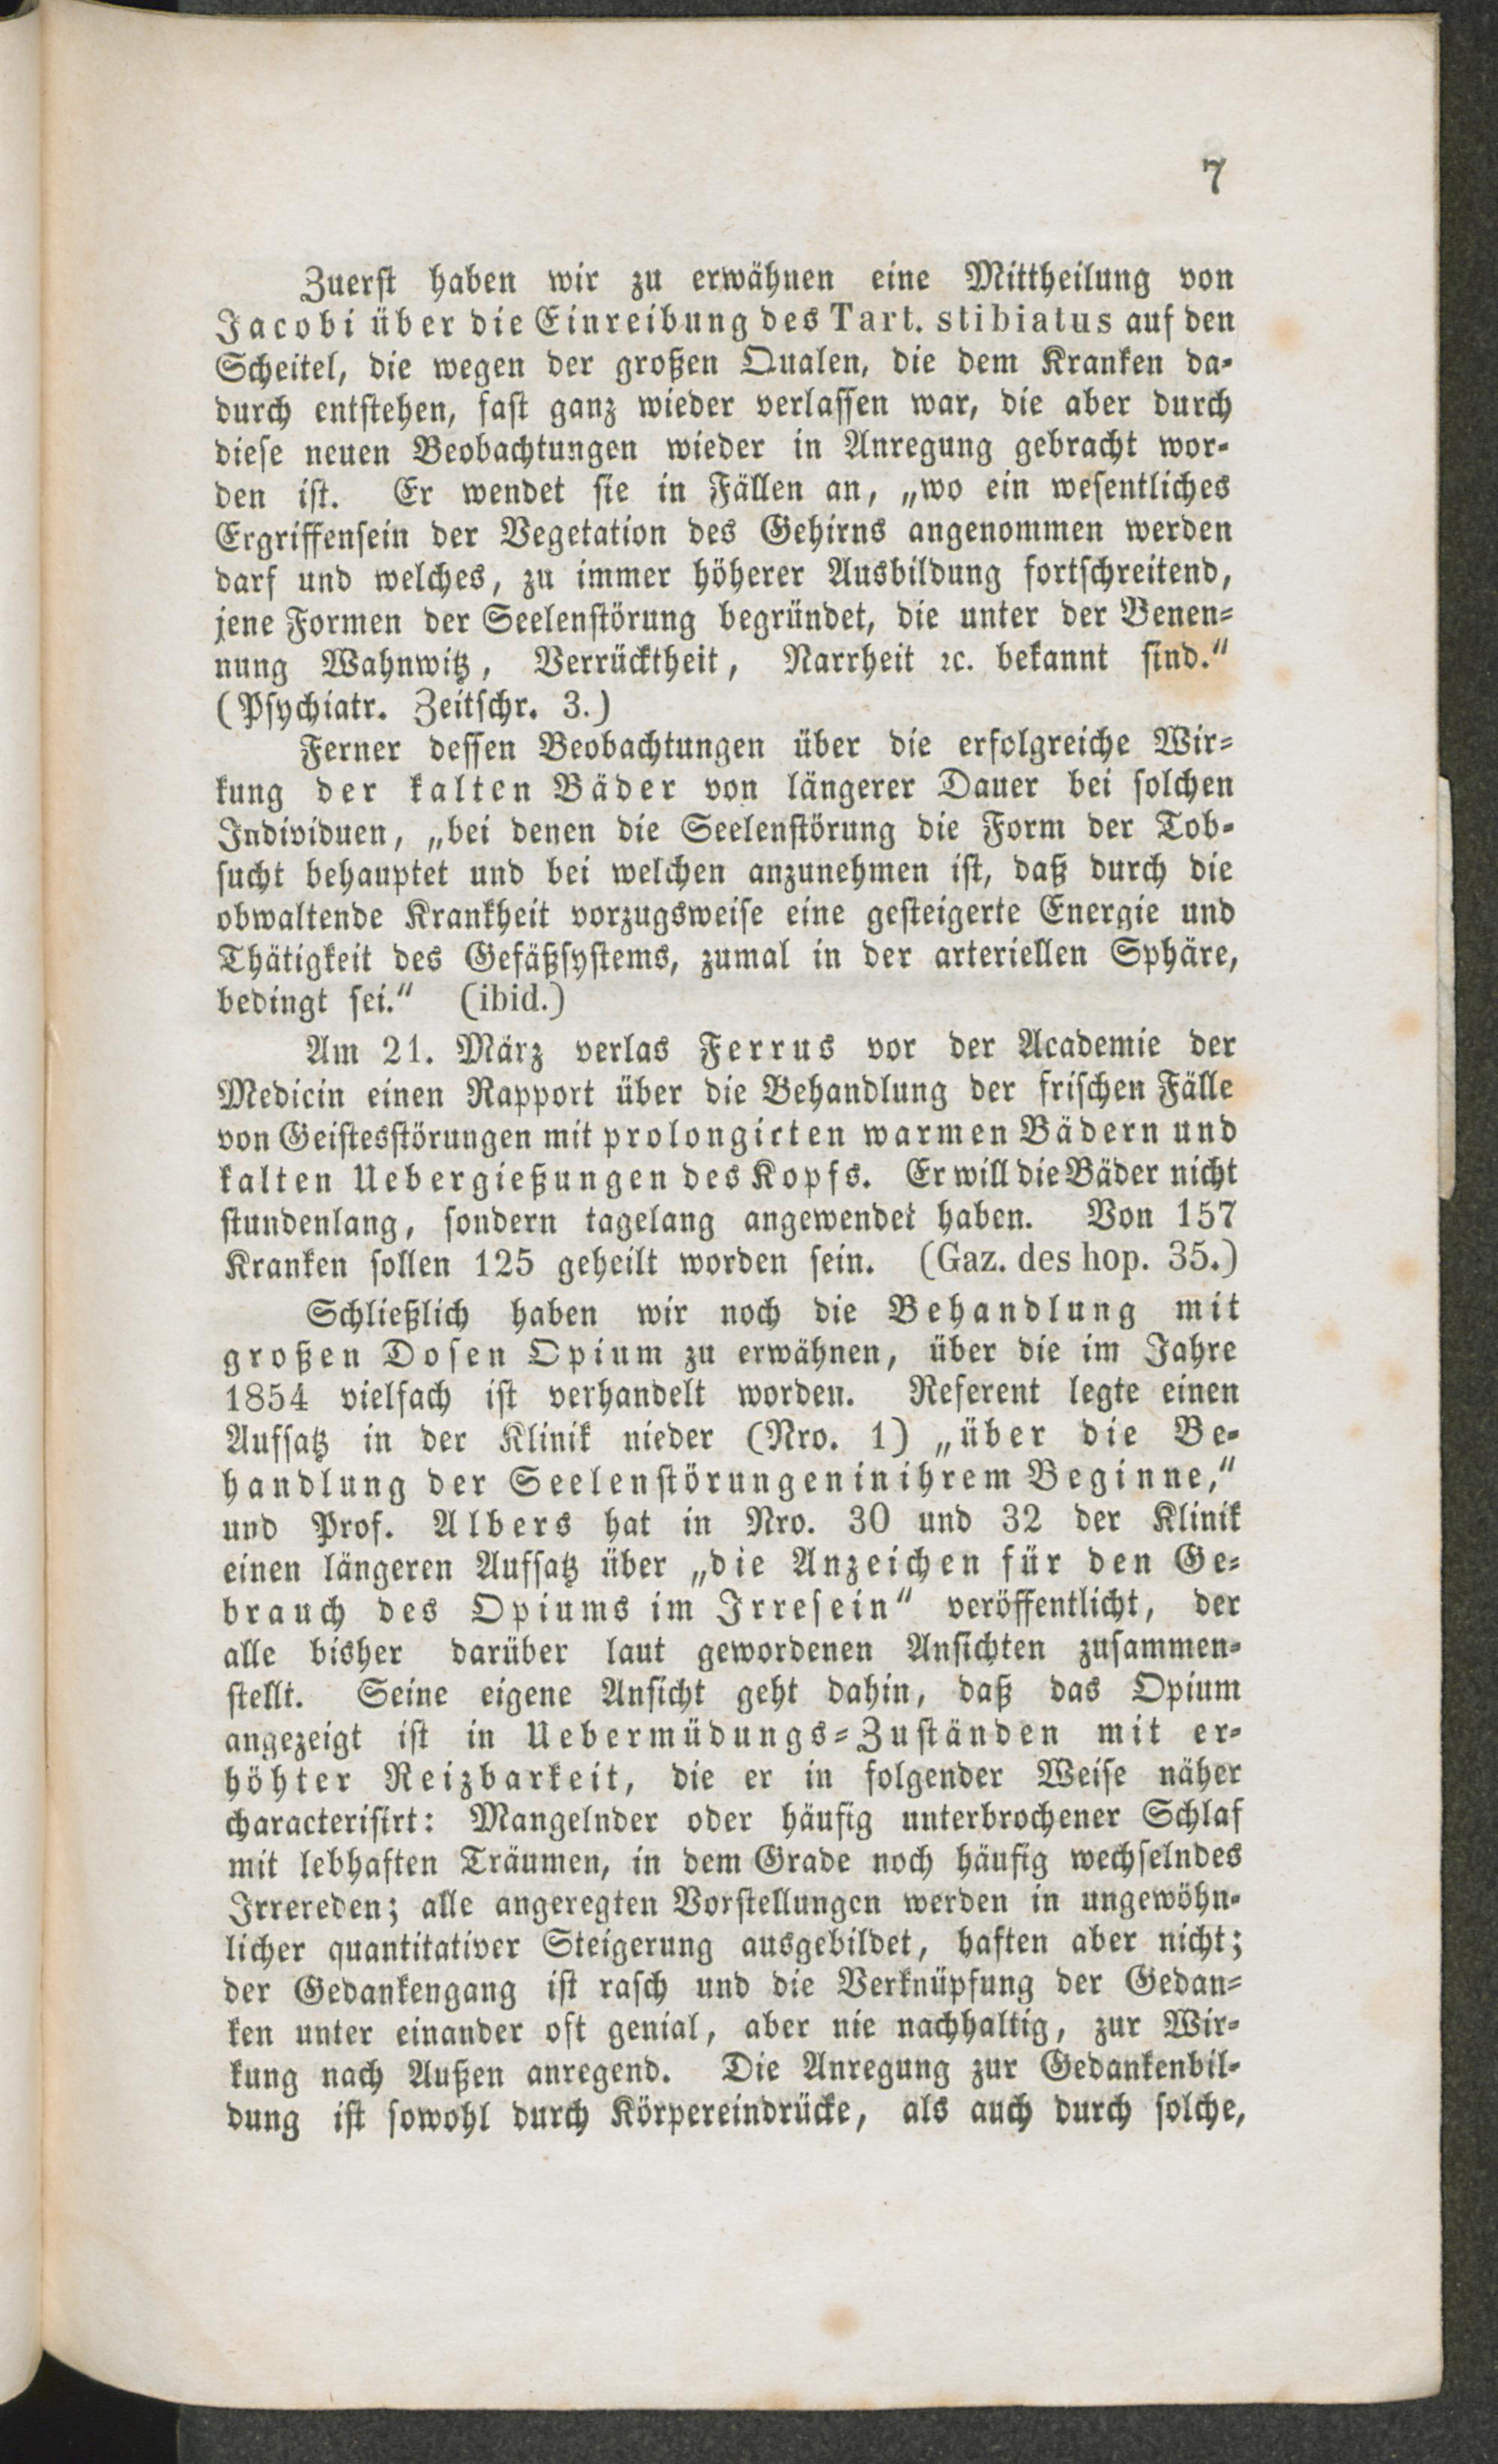 7
Zuerst haben wir zu erwähnen eine Mittheilung von
Jacobi über die Einreibung des Tart. stibiatus auf den
Scheitel, die wegen der großen Qualen, die dem Kranken da-
durch entstehen, fast ganz wieder verlassen war, die aber durch
diese neuen Beobachtungen wieder in Anregung gebracht wor-
den ist. Er wendet sie in Fällen an, „wo ein wesentliches
Ergriffensein der Vegetation des Gehirns angenommen werden
darf und welches, zu immer höherer Ausbildung fortschreitend,
jene Formen der Seelenstörung begründet, die unter der Benen-
nung Wahnwitz, Verrücktheit, Narrheit ꝛc. bekannt sind.“
(Psychiatr. Zeitschr. 3.)
Ferner dessen Beobachtungen über die erfolgreiche Wir-
kung der kalten Bäder von längerer Dauer bei solchen
Individuen, „bei denen die Seelenstörung die Form der Tob-
sucht behauptet und bei welchen anzunehmen ist, daß durch die
obwaltende Krankheit vorzugsweise eine gesteigerte Energie und
Thätigkeit des Gefäßsystems, zumal in der arteriellen Sphäre,
bedingt sei.“ (ibid.)
Am 21. März verlas Ferrus vor der Academie der
Medicin einen Rapport über die Behandlung der frischen Fälle
von Geistesstörungen mit prolongirten warmen Bädern und
kalten Uebergießungen des Kopfs. Er will die Bäder nicht
stundenlang, sondern tagelang angewendet haben. Von 157
Kranken sollen 125 geheilt worden sein. (Gaz. des hop. 35.)
Schließlich haben wir noch die Behandlung mit
großen Dosen Opium zu erwähnen, über die im Jahre
1854 vielfach ist verhandelt worden. Referent legte einen
Aufsatz in der Klinik nieder (Nro. 1) „über die Be-
handlung der Seelenstörungen in ihrem Beginne,“
und Prof. Albers hat in Nro. 30 und 32 der Klinik
einen längeren Aufsatz über „die Anzeichen für den Ge-
brauch des Opiums im Irresein“ veröffentlicht, der
alle bisher darüber laut gewordenen Ansichten zusammen-
stellt. Seine eigene Ansicht geht dahin, daß das Opium
angezeigt ist in Uebermüdungs-Zuständen mit er-
höhter Reizbarkeit, die er in folgender Weise näher
characterisirt: Mangelnder oder häufig unterbrochener Schlaf
mit lebhaften Träumen, in dem Grade noch häufig wechselndes
Irrereden; alle angeregten Vorstellungen werden in ungewöhn-
licher quantitativer Steigerung ausgebildet, haften aber nicht;
der Gedankengang ist rasch und die Verknüpfung der Gedan-
ken unter einander oft genial, aber nie nachhaltig, zur Wir-
kung nach Außen anregend. Die Anregung zur Gedankenbil-
dung ist sowohl durch Körpereindrücke, als auch durch solche,